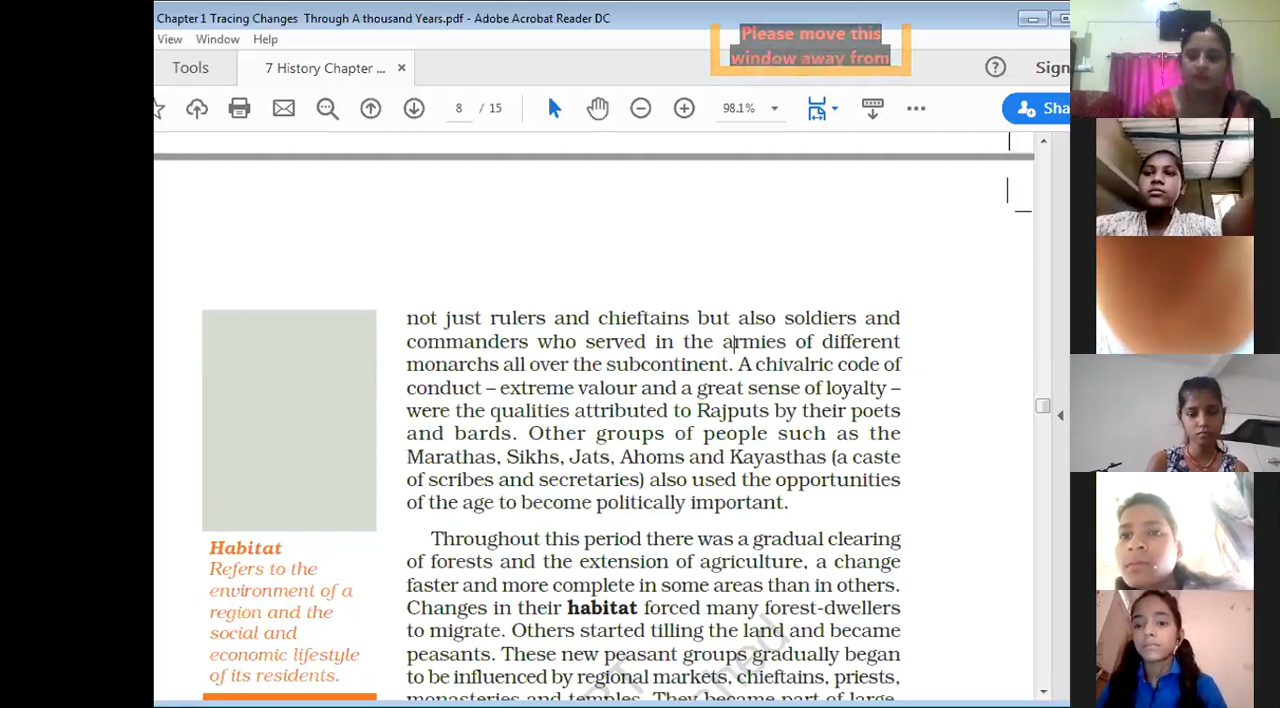 Chapter 1 Tracing Changes Through A thousand Years.pdf - Adobe Acrobat Reader DC
View Window Help
Please move this
window away from
Tools
7 History Chapter ... ×
Sign
8 / 15
98.1%
Sha
not just rulers and chieftains but also soldiers and
commanders who served in the armies of different
monarchs all over the subcontinent. A chivalric code of
conduct – extreme valour and a great sense of loyalty –
were the qualities attributed to Rajputs by their poets
and bards. Other groups of people such as the
Marathas, Sikhs, Jats, Ahoms and Kayasthas (a caste
of scribes and secretaries) also used the opportunities
of the age to become politically important.
Habitat
Refers to the
environment of a
region and the
social and
economic lifestyle
of its residents.
Throughout this period there was a gradual clearing
of forests and the extension of agriculture, a change
faster and more complete in some areas than in others.
Changes in their habitat forced many forest-dwellers
to migrate. Others started tilling the land and became
peasants. These new peasant groups gradually began
to be influenced by regional markets, chieftains, priests,
monasteries and temples. They became part of large,